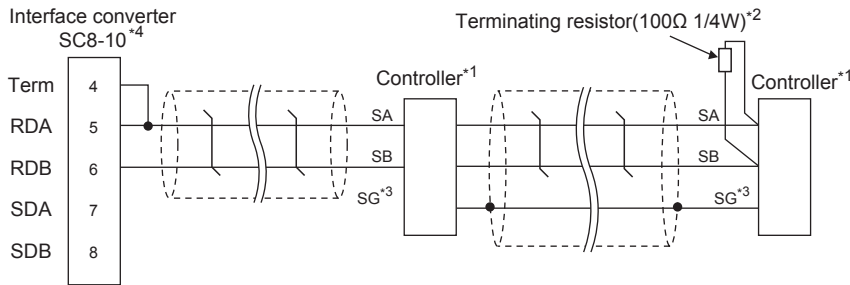 Interface converter
SC8-10*4
Terminating resistor(100Ω 1/4W)*2
Controller*1
Controller*1
Term 4
RDA 5 SA SA
RDB 6 SB SB
SDA 7 SG*3 SG*3
SDB 8